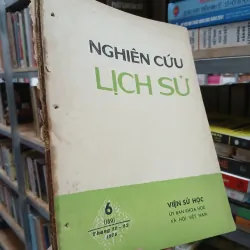 NGHIÊN CỨU
LỊCH SỬ
6
VIỆN SỬ HỌC
ỦY BAN KHOA HỌC
XÃ HỘI VIỆT NAM